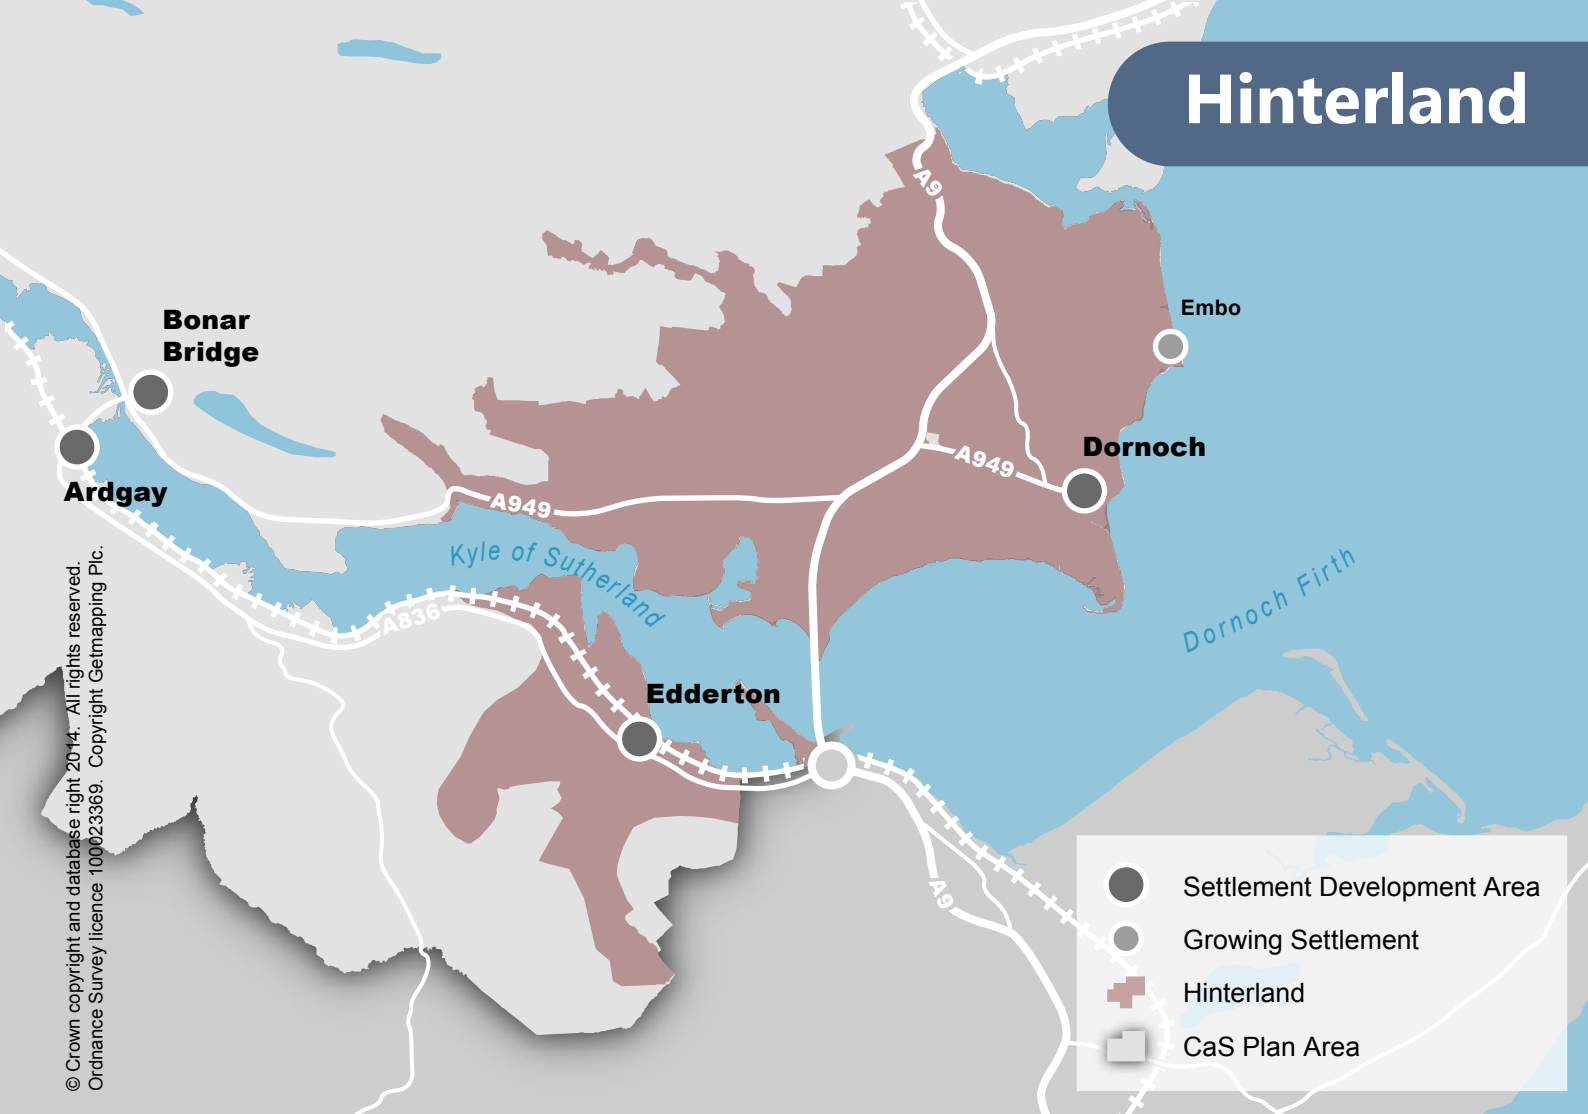 Hinterland
A9
Embo
Bonar
Bridge
Dornoch
A949
Ardgay
A949
Kyle of Sutherland
Dornoch Firth
A836
Edderton
A9
Settlement Development Area
Growing Settlement
Hinterland
CaS Plan Area
© Crown copyright and database right 2014. All rights reserved.
Ordnance Survey licence 100023369. Copyright Getmapping Plc.